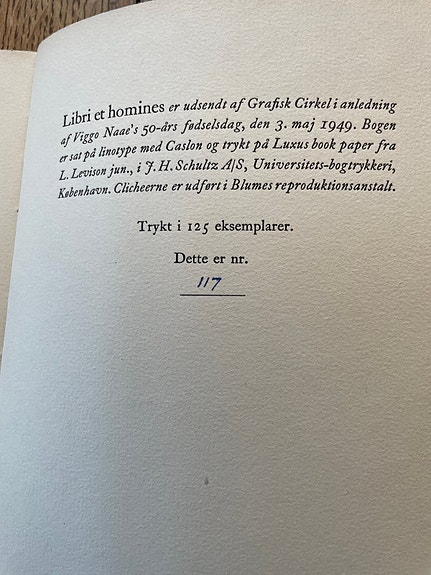 Libri et homines er udsendt af Grafisk Cirkel i anledning
af Viggo Naae's 50-års fødselsdag, den 3. maj 1949. Bogen
er sat på linotype med Caslon og trykt på Luxus book paper fra
L. Levison jun., i J. H. Schultz A/S, Universitets-bogtrykkeri,
København. Clicheerne er udført i Blumes reproduktionsanstalt.
Trykt i 125 eksemplarer.
Dette er nr.
117